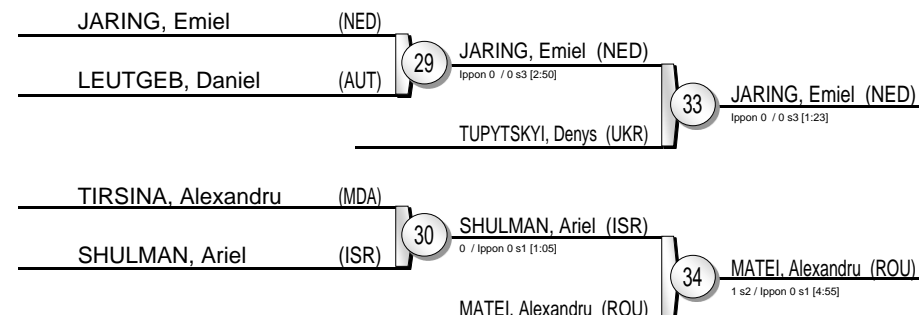 JARING, Emiel (NED)
LEUTGEB, Daniel (AUT)
29
JARING, Emiel (NED)
Ippon 0 / 0 s3 [2:50]
TUPYTSKYI, Denys (UKR)
33
JARING, Emiel (NED)
Ippon 0 / 0 s3 [1:23]
TIRSINA, Alexandru (MDA)
SHULMAN, Ariel (ISR)
30
SHULMAN, Ariel (ISR)
0 / Ippon 0 s1 [1:05]
MATEI, Alexandru (ROU)
34
MATEI, Alexandru (ROU)
1 s2 / Ippon 0 s1 [4:55]